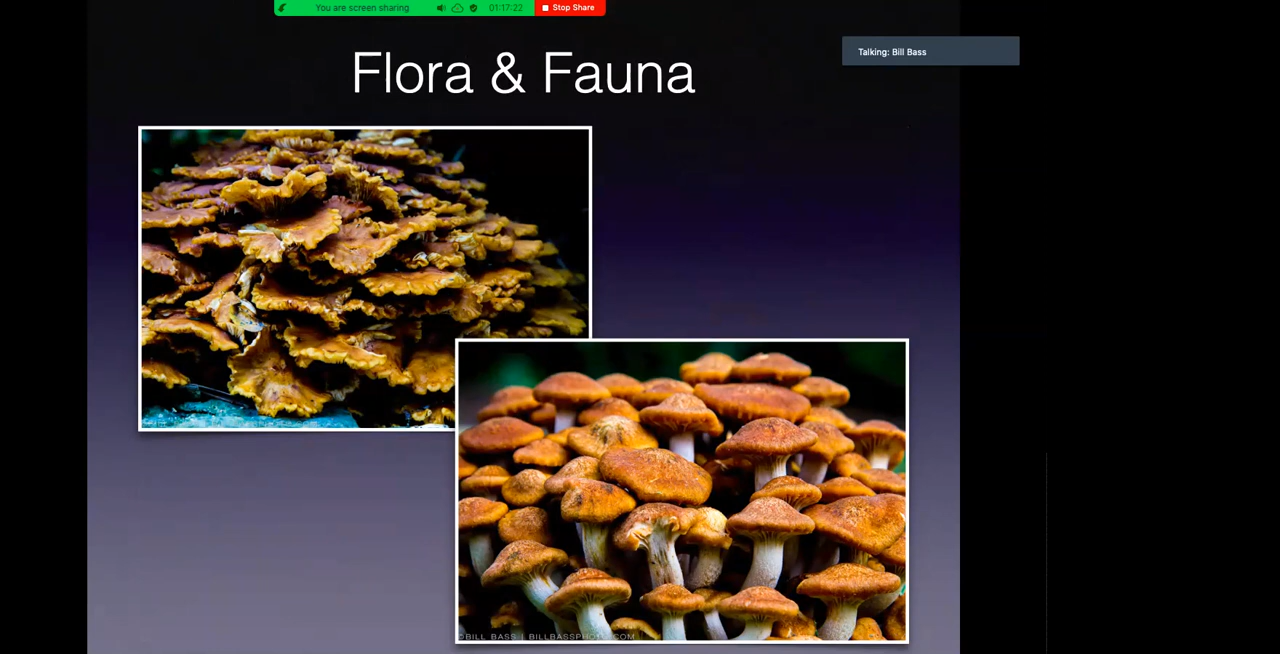 You are screen sharing 01:17:22 Stop Share
Talking: Bill Bass
Flora & Fauna
©BILL BASS | BILLBASSPHOTO.COM